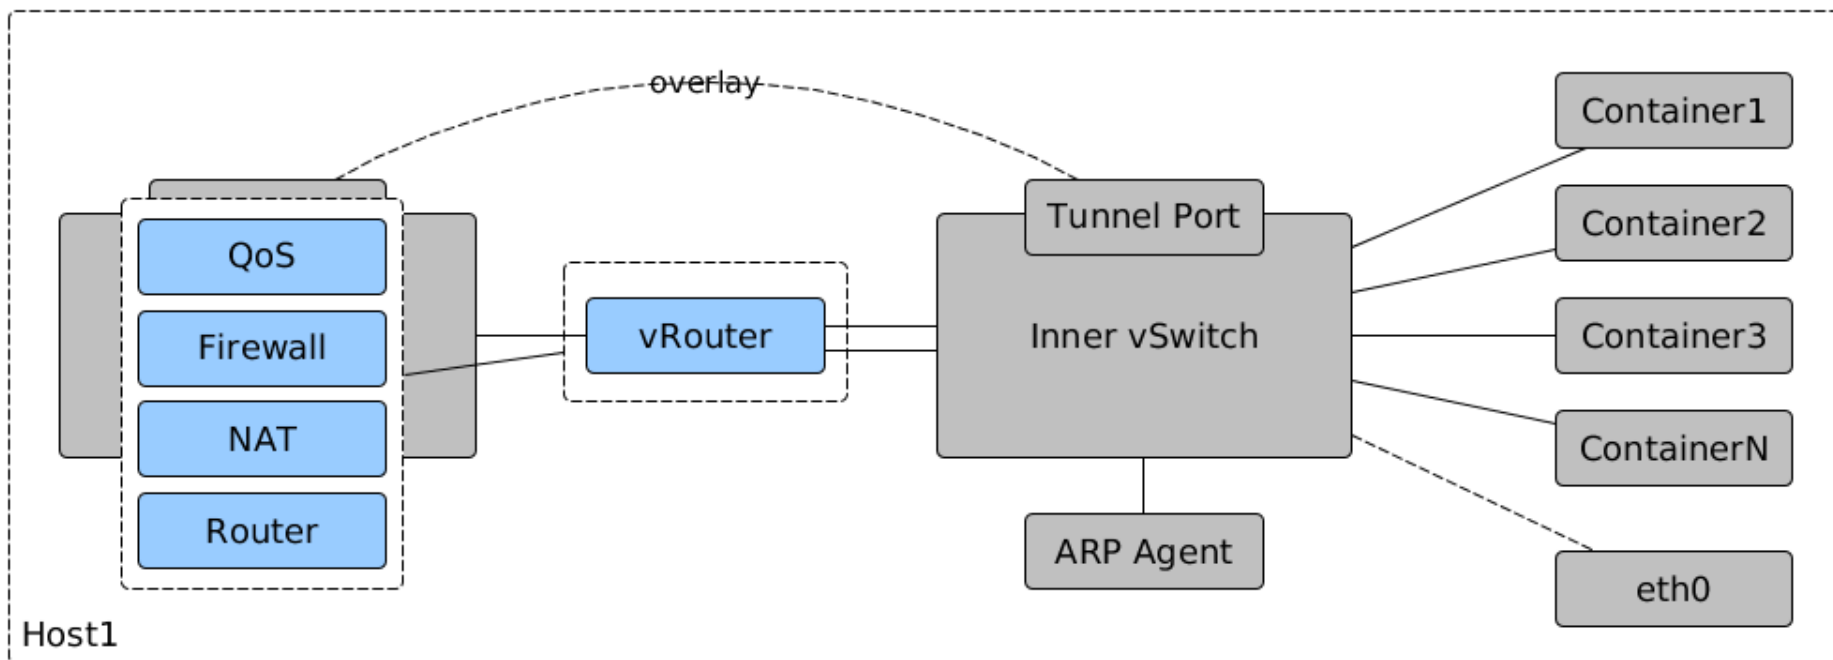 overlay
Container1
Tunnel Port
Container2
QoS
Firewall
vRouter
Inner vSwitch
Container3
NAT
ContainerN
Router
ARP Agent
eth0
Host1